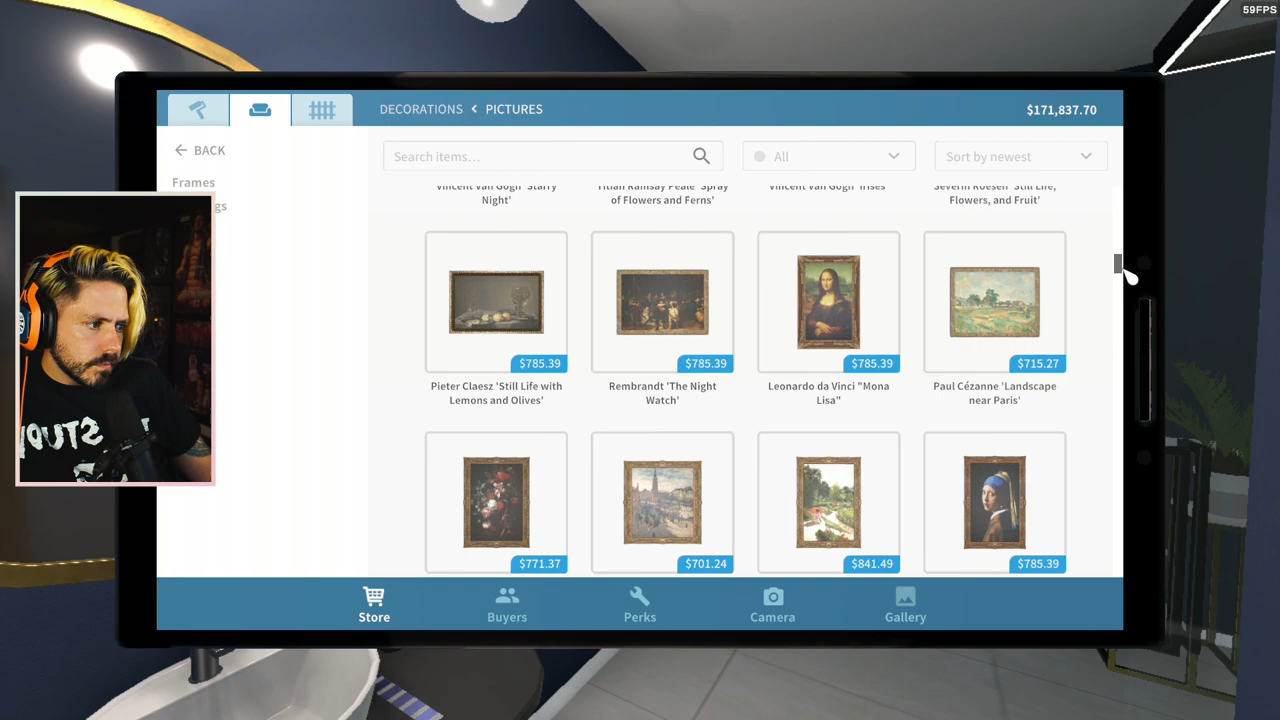 59FPS
DECORATIONS < PICTURES
$171,837.70
BACK
Search items...
All
Sort by newest
Frames
gs
Vincent Van Gogh 'Starry
Night'
Titian Ramsay Peale 'Spray
of Flowers and Ferns'
Vincent Van Gogh 'Irises'
Severin Roesen 'Still Life,
Flowers, and Fruit'
$785.39
$785.39
$785.39
$715.27
Pieter Claesz 'Still Life with
Lemons and Olives'
Rembrandt 'The Night
Watch'
Leonardo da Vinci "Mona
Lisa"
Paul Cézanne 'Landscape
near Paris'
$771.37
$701.24
$841.49
$785.39
Store
Buyers
Perks
Camera
Gallery